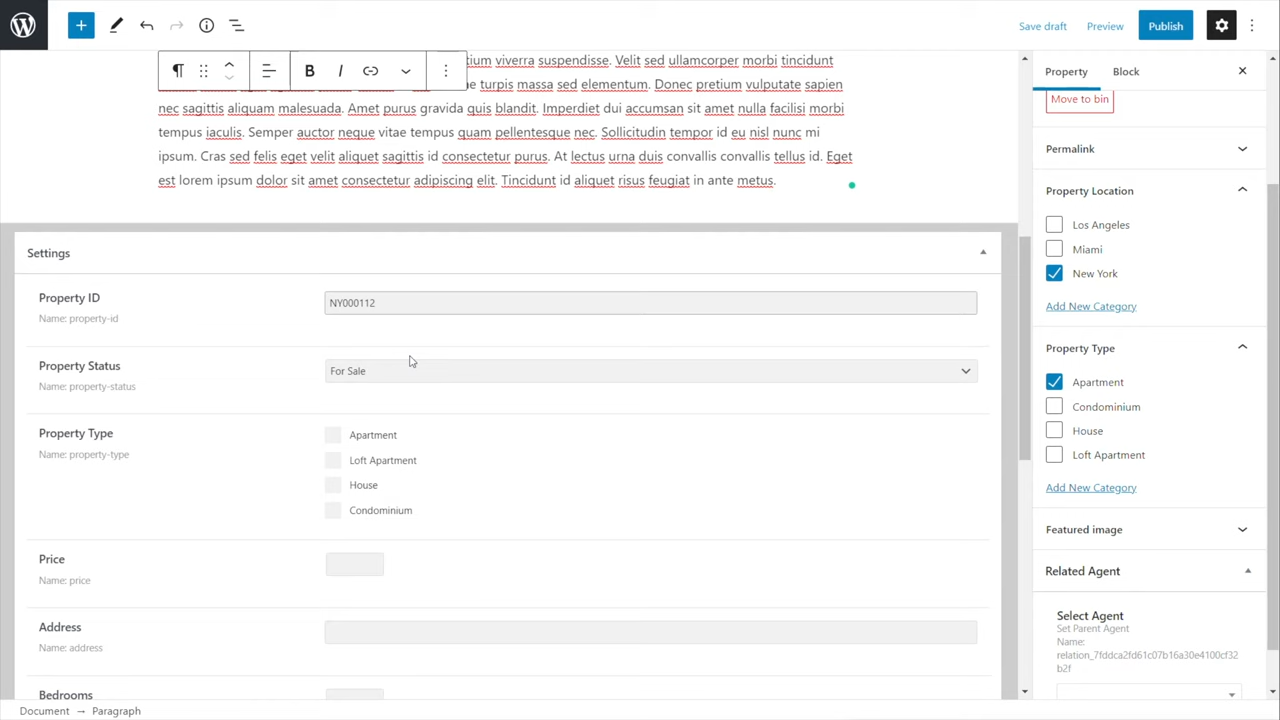 Save draft
Preview
Publish
B
I
tium viverra suspendisse. Velit sed ullamcorper morbi tincidunt
ae turpis massa sed elementum. Donec pretium vulputate sapien
nec sagittis aliquam malesuada. Amet purus gravida quis blandit. Imperdiet dui accumsan sit amet nulla facilisi morbi
tempus iaculis. Semper auctor neque vitae tempus quam pellentesque nec. Sollicitudin tempor id eu nisl nunc mi
ipsum. Cras sed felis eget velit aliquet sagittis id consectetur purus. At lectus urna duis convallis convallis tellus id. Eget
est lorem ipsum dolor sit amet consectetur adipiscing elit. Tincidunt id aliquet risus feugiat in ante metus.
Settings
Property ID
Name: property-id
NY000112
Property Status
Name: property-status
For Sale
Property Type
Name: property-type
Apartment
Loft Apartment
House
Condominium
Price
Name: price
Address
Name: address
Bedrooms
Document → Paragraph
Property
Block
Move to bin
Permalink
Property Location
Los Angeles
Miami
New York
Add New Category
Property Type
Apartment
Condominium
House
Loft Apartment
Add New Category
Featured image
Related Agent
Select Agent
Set Parent Agent
Name:
relation_7fddca2fd61c07b16a30e4100cf32
b2f